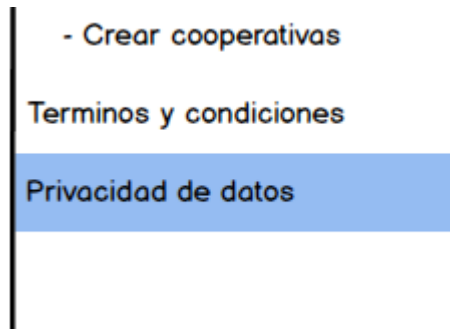 - Crear cooperativas
Terminos y condiciones
Privacidad de datos